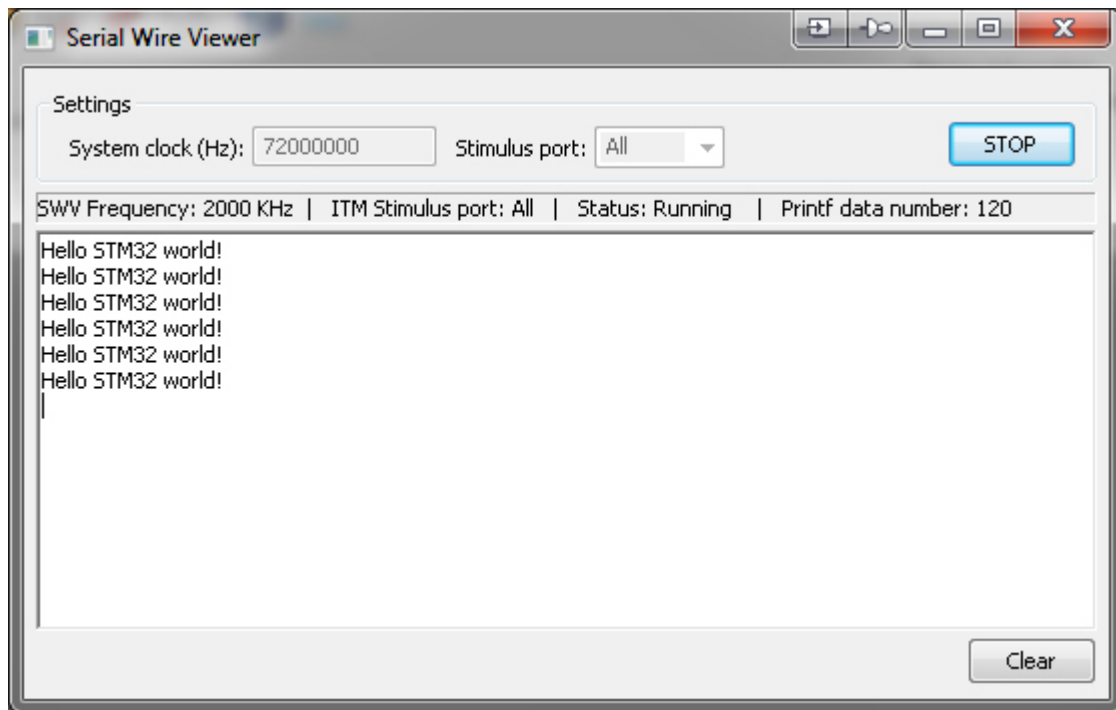 Serial Wire Viewer
Settings
System clock (Hz): 72000000 Stimulus port: All STOP
SWV Frequency: 2000 KHz | ITM Stimulus port: All | Status: Running | Printf data number: 120
Hello STM32 world!
Hello STM32 world!
Hello STM32 world!
Hello STM32 world!
Hello STM32 world!
Hello STM32 world!
Clear